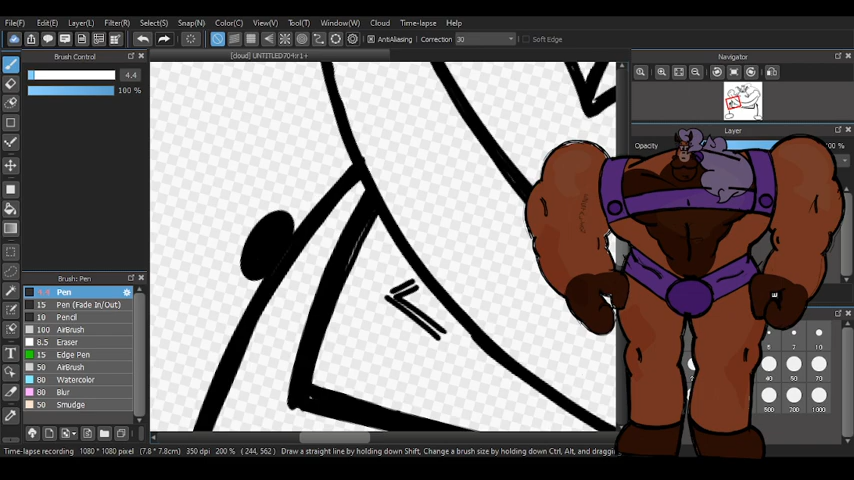 File(F) Edit(E) Layer(L) Filter(R) Select(S) Snap(N) Color(C) View(V) Tool(T) Window(W) Cloud Time-lapse Help
AntiAliasing Correction 30 Soft Edge
Brush Control
[cloud] UNTITLED704
Navigator
4.4
100 %
Layer
Opacity
Brush: Pen
4.4 Pen
15 Pen (Fade In/Out)
10 Pencil
100 AirBrush
8.5 Eraser
15 Edge Pen
50 AirBrush
80 Watercolor
80 Blur
50 Smudge
7 10
40 50 70
500 700 1000
Time-lapse recording 1080 * 1080 pixel (7.8 * 7.8cm) 350 dpi 200 % ( 244, 562 ) Draw a straight line by holding down Shift, Change a brush size by holding down Ctrl, Alt, and draggin